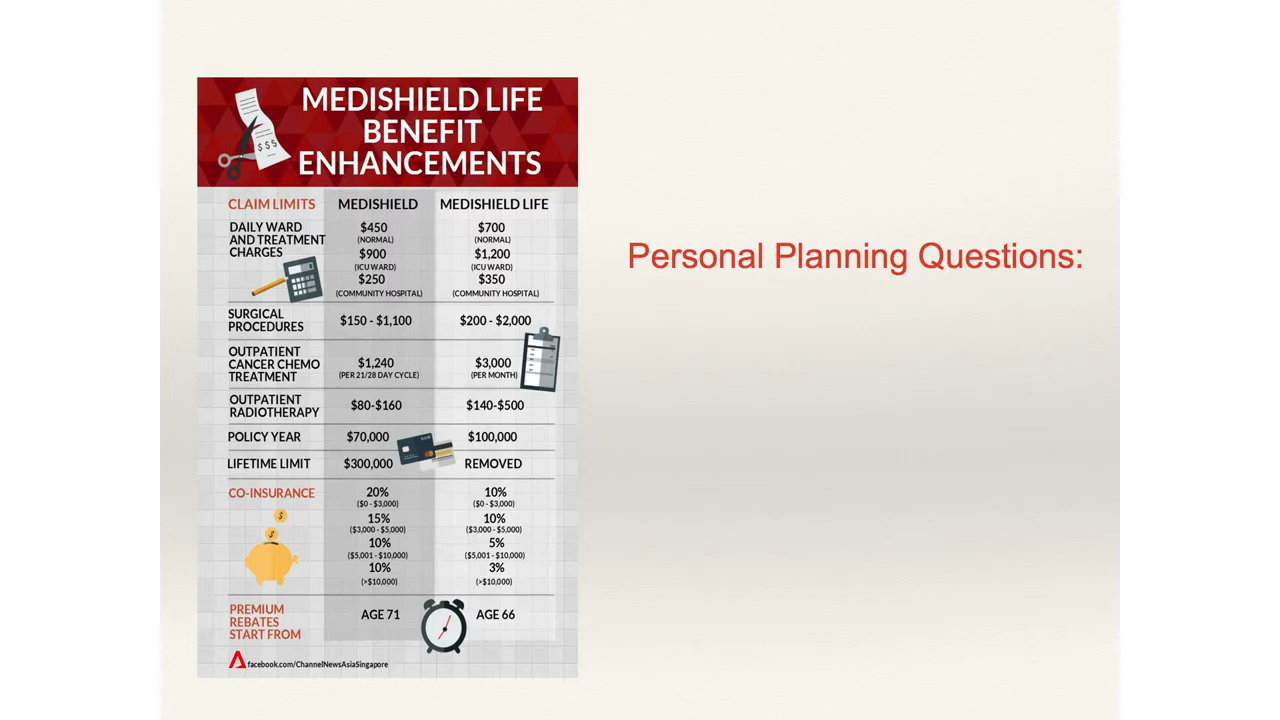 MEDISHIELD LIFE
BENEFIT
ENHANCEMENTS
$$$
CLAIM LIMITS MEDISHIELD MEDISHIELD LIFE
DAILY WARD
AND TREATMENT
CHARGES
$450 $700
(NORMAL) (NORMAL)
$900 $1,200
(ICU WARD) (ICU WARD)
$250 $350
(COMMUNITY HOSPITAL) (COMMUNITY HOSPITAL)
SURGICAL
PROCEDURES
$150 - $1,100 $200 - $2,000
OUTPATIENT
CANCER CHEMO
TREATMENT
$1,240 $3,000
(PER 21/28 DAY CYCLE) (PER MONTH)
OUTPATIENT
RADIOTHERAPY
$80-$160 $140-$500
POLICY YEAR $70,000 $100,000
LIFETIME LIMIT $300,000 REMOVED
CO-INSURANCE 20% 10%
($0 - $3,000) ($0 - $3,000)
15% 10%
($3,000 - $5,000) ($3,000 - $5,000)
10% 5%
($5,001 - $10,000) ($5,001 - $10,000)
10% 3%
(>$10,000) (>$10,000)
$
$
PREMIUM
REBATES
START FROM
AGE 71 AGE 66
facebook.com/ChannelNewsAsiaSingapore
Personal Planning Questions: